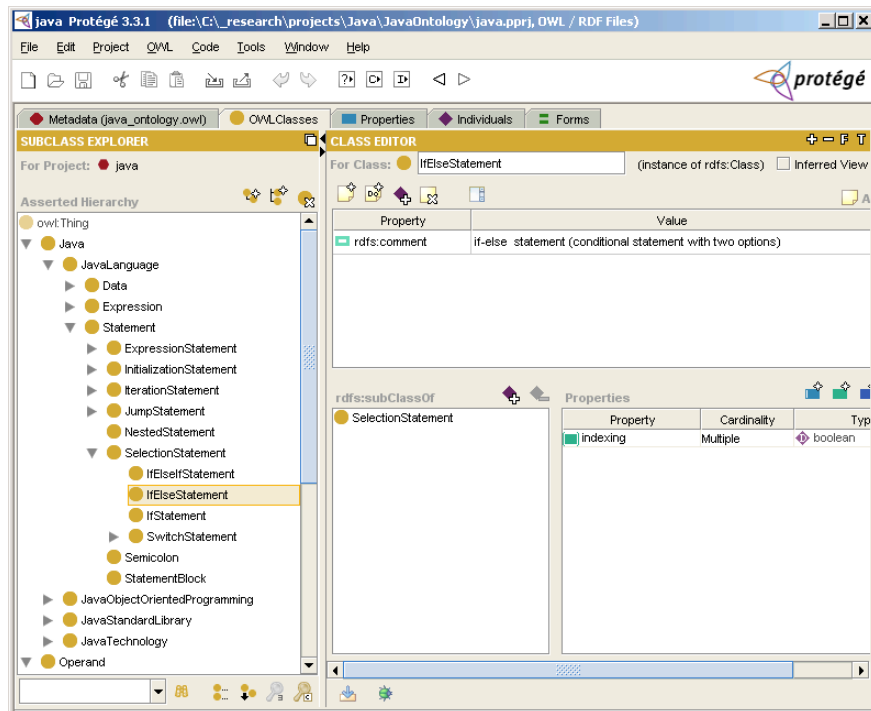 java Protégé 3.3.1 (file:\C:\_research\projects\Java\JavaOntology\java.pprj, OWL / RDF Files)
File Edit Project OWL Code Tools Window Help
protégé
Metadata (java_ontology.owl) OWLClasses Properties Individuals Forms
SUBCLASS EXPLORER
For Project: java
Asserted Hierarchy
owl:Thing
Java
JavaLanguage
Data
Expression
Statement
ExpressionStatement
InitializationStatement
IterationStatement
JumpStatement
NestedStatement
SelectionStatement
IfElseIfStatement
IfElseStatement
IfStatement
SwitchStatement
Semicolon
StatementBlock
JavaObjectOrientedProgramming
JavaStandardLibrary
JavaTechnology
Operand
CLASS EDITOR F T
For Class: IfElseStatement (instance of rdfs:Class) Inferred View
A
Property Value
rdfs:comment if-else statement (conditional statement with two options)
rdfs:subClassOf
SelectionStatement
Properties
Property Cardinality Typ
indexing Multiple boolean